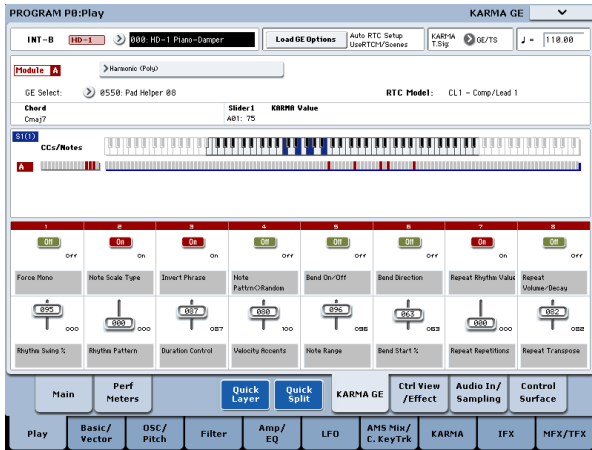 PROGRAM P0:Play KARMA GE
INT-B HD-1 000: HD-1 Piano-Damper Load GE Options Auto RTC Setup KARMA GE/TS ♩= 110.00
UseRTCM/Scenes T.Sig:
Module A Harmonic (Poly)
GE Select: 0550: Pad Helper 08 RTC Model: CL1 - Comp/Lead 1
Chord Slider1 KARMA Value
Cmaj7 A01: 75
S1(1)
CCs/Notes
A
1 2 3 4 5 6 7 8
Off On On Off Off Off On Off
Off On On Off Off Off On Off
Force Mono Note Scale Type Invert Phrase Note Bend On/Off Bend Direction Repeat Rhythm Value Repeat
Pattrn<>Random Volume/Decay
095 000 087 080 096 063 000 082
000 000 057 100 095 053 000 052
Rhythm Swing % Rhythm Pattern Duration Control Velocity Accents Note Range Bend Start % Repeat Repetitions Repeat Transpose
Main Perf Quick Quick KARMA GE Ctrl View Audio In/ Control
Meters Layer Split /Effect Sampling Surface
Play Basic/ OSC/ Filter Amp/ LFO AMS Mix/ KARMA IFX MFX/TFX
Vector Pitch EQ C.KeyTrk